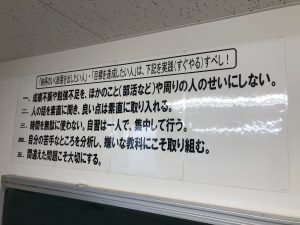 「効率のいい結果を出したい人」・「目標を達成したい人」は、下記を実践(すぐやる)すべし!
一、成績不振や勉強不足を、ほかのこと(部活など)や周りの人のせいにしない。
二、人の話を素直に聞き、良い点は素直に取り入れる。
三、時間を無駄に使わない。自習は一人で、集中して行う。
四、自分の苦手なところを分析し、嫌いな教科にこそ取り組む。
五、間違えた問題こそ大切にする。